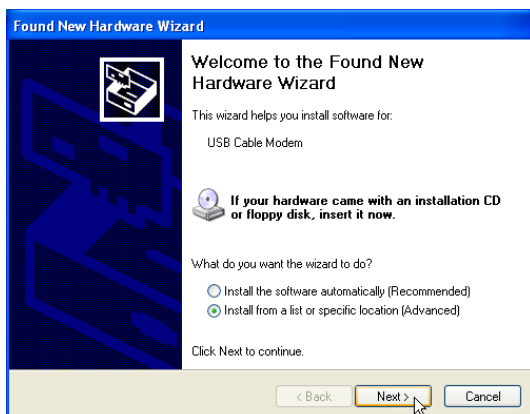 Found New Hardware Wizard
Welcome to the Found New
Hardware Wizard
This wizard helps you install software for:
USB Cable Modem
If your hardware came with an installation CD
or floppy disk, insert it now.
What do you want the wizard to do?
Install the software automatically (Recommended)
Install from a list or specific location (Advanced)
Click Next to continue.
< Back Next > Cancel